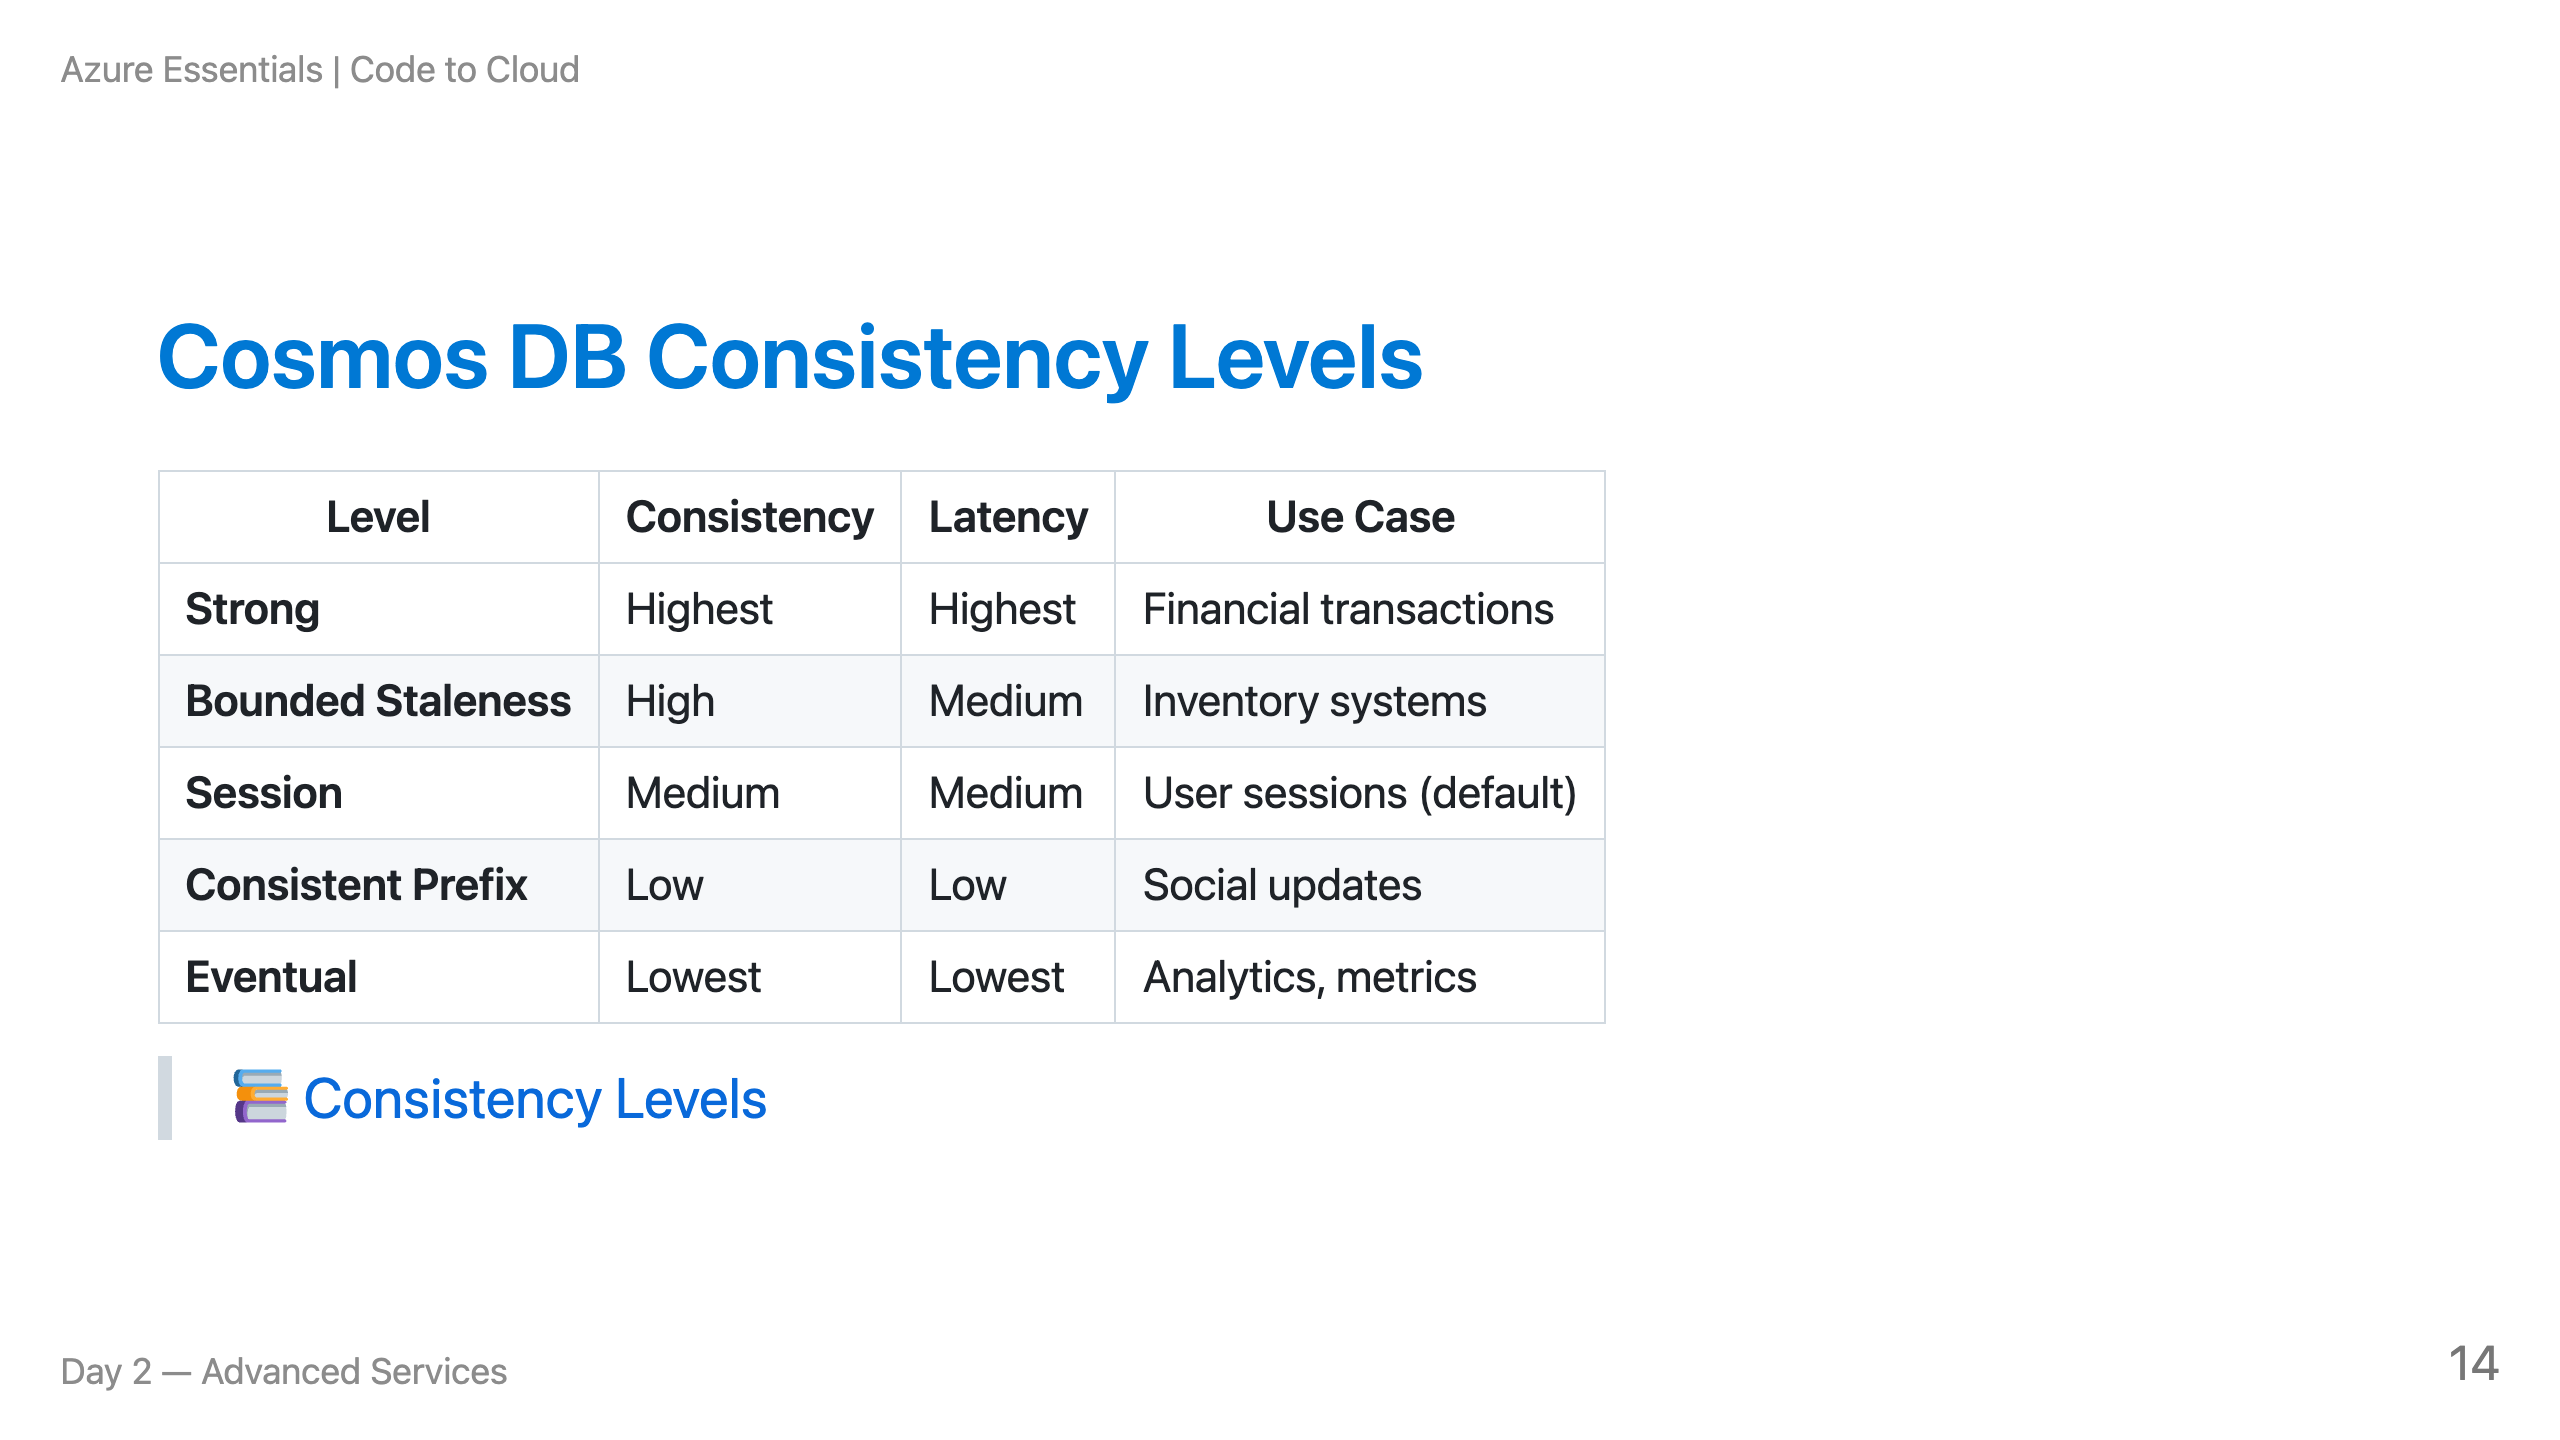 Azure Essentials | Code to Cloud
Cosmos DB Consistency Levels
Level Consistency Latency Use Case
Strong Highest Highest Financial transactions
Bounded Staleness High Medium Inventory systems
Session Medium Medium User sessions (default)
Consistent Prefix Low Low Social updates
Eventual Lowest Lowest Analytics, metrics
📚 Consistency Levels
Day 2 — Advanced Services
14